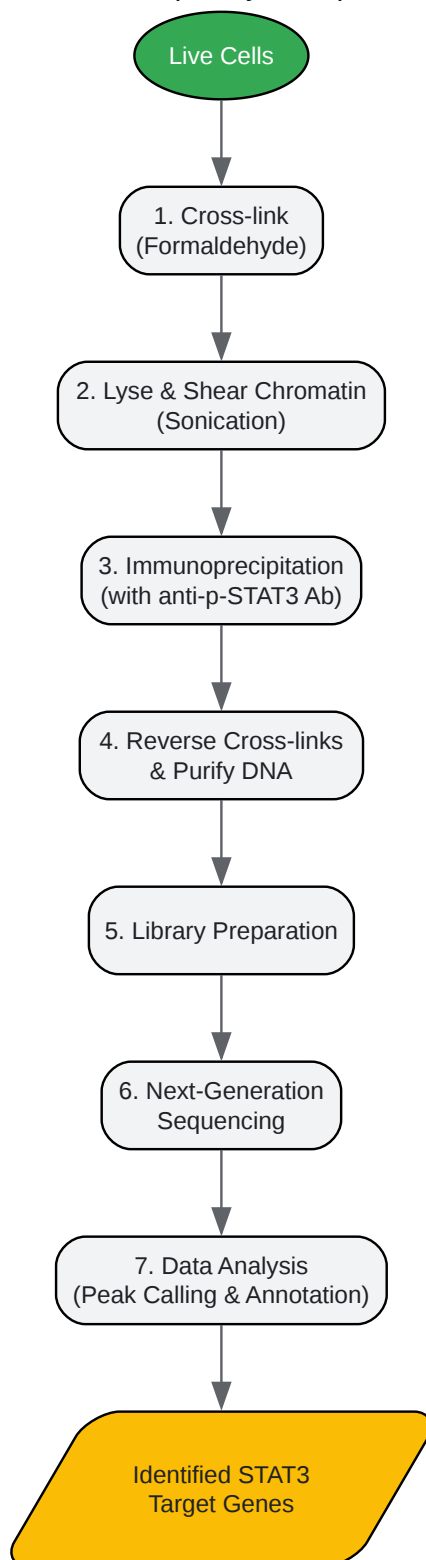 Live Cells
1. Cross-link
(Formaldehyde)
2. Lyse & Shear Chromatin
(Sonication)
3. Immunoprecipitation
(with anti-p-STAT3 Ab)
4. Reverse Cross-links
& Purify DNA
5. Library Preparation
6. Next-Generation
Sequencing
7. Data Analysis
(Peak Calling & Annotation)
Identified STAT3
Target Genes